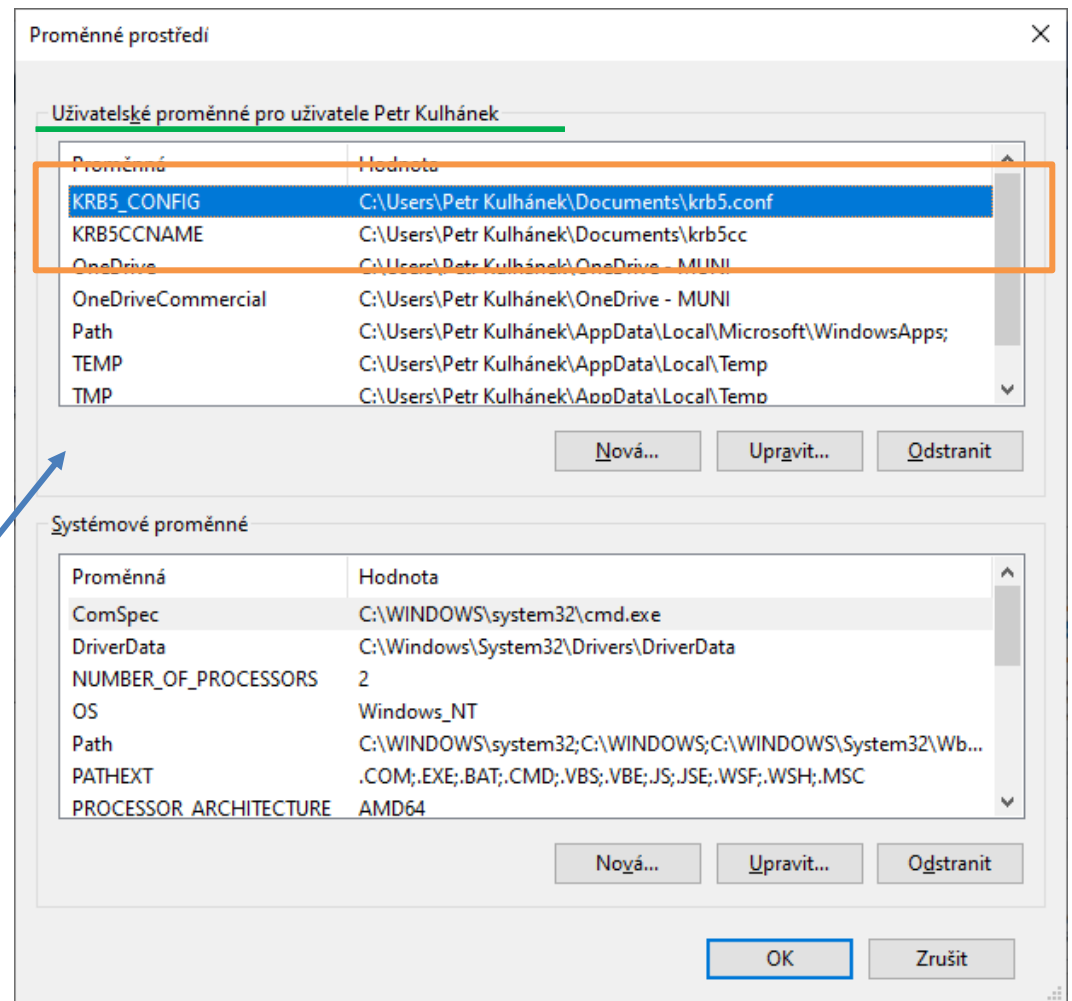 Proměnné prostředí
Uživatelské proměnné pro uživatele Petr Kulhánek
Proměnná Hodnota
KRB5_CONFIG C:\Users\Petr Kulhánek\Documents\krb5.conf
KRB5CCNAME C:\Users\Petr Kulhánek\Documents\krb5cc
OneDrive C:\Users\Petr Kulhánek\OneDrive - MUNI
OneDriveCommercial C:\Users\Petr Kulhánek\OneDrive - MUNI
Path C:\Users\Petr Kulhánek\AppData\Local\Microsoft\WindowsApps;
TEMP C:\Users\Petr Kulhánek\AppData\Local\Temp
TMP C:\Users\Petr Kulhánek\AppData\Local\Temp
Nová... Upravit... Odstranit
Systémové proměnné
Proměnná Hodnota
ComSpec C:\WINDOWS\system32\cmd.exe
DriverData C:\Windows\System32\Drivers\DriverData
NUMBER_OF_PROCESSORS 2
OS Windows_NT
Path C:\WINDOWS\system32;C:\WINDOWS;C:\WINDOWS\System32\Wb...
PATHEXT .COM;.EXE;.BAT;.CMD;.VBS;.VBE;.JS;.JSE;.WSF;.WSH;.MSC
PROCESSOR_ARCHITECTURE AMD64
Nová... Upravit... Odstranit
OK Zrušit